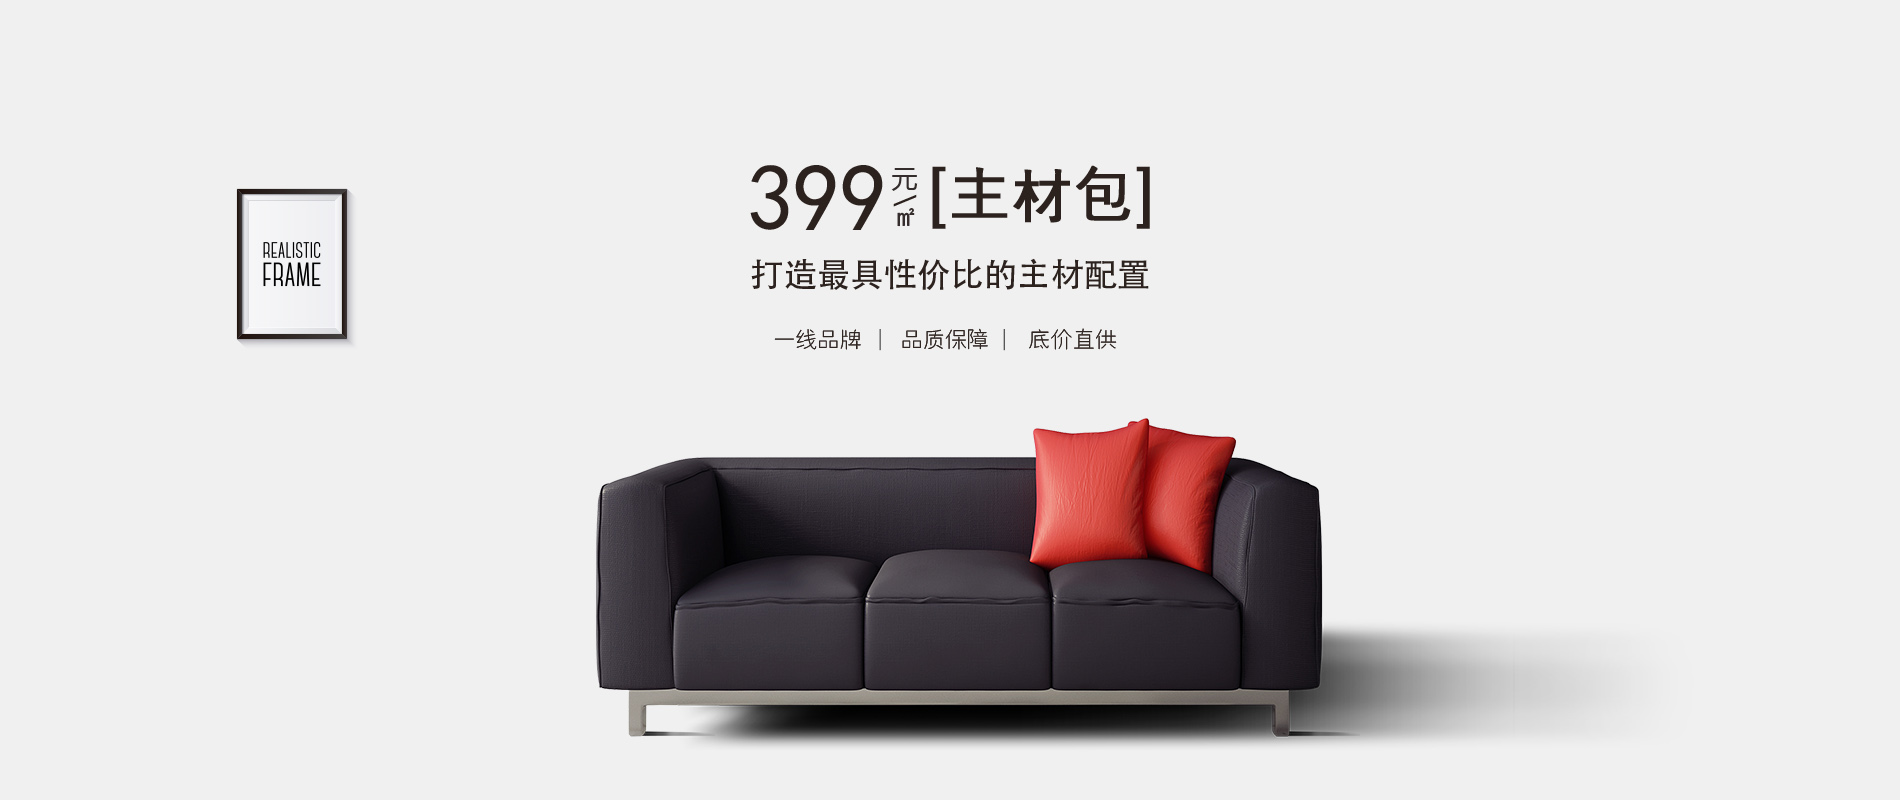 REALISTIC
FRAME
399元/㎡[主材包]
打造最具性价比的主材配置
一线品牌 | 品质保障 | 底价直供